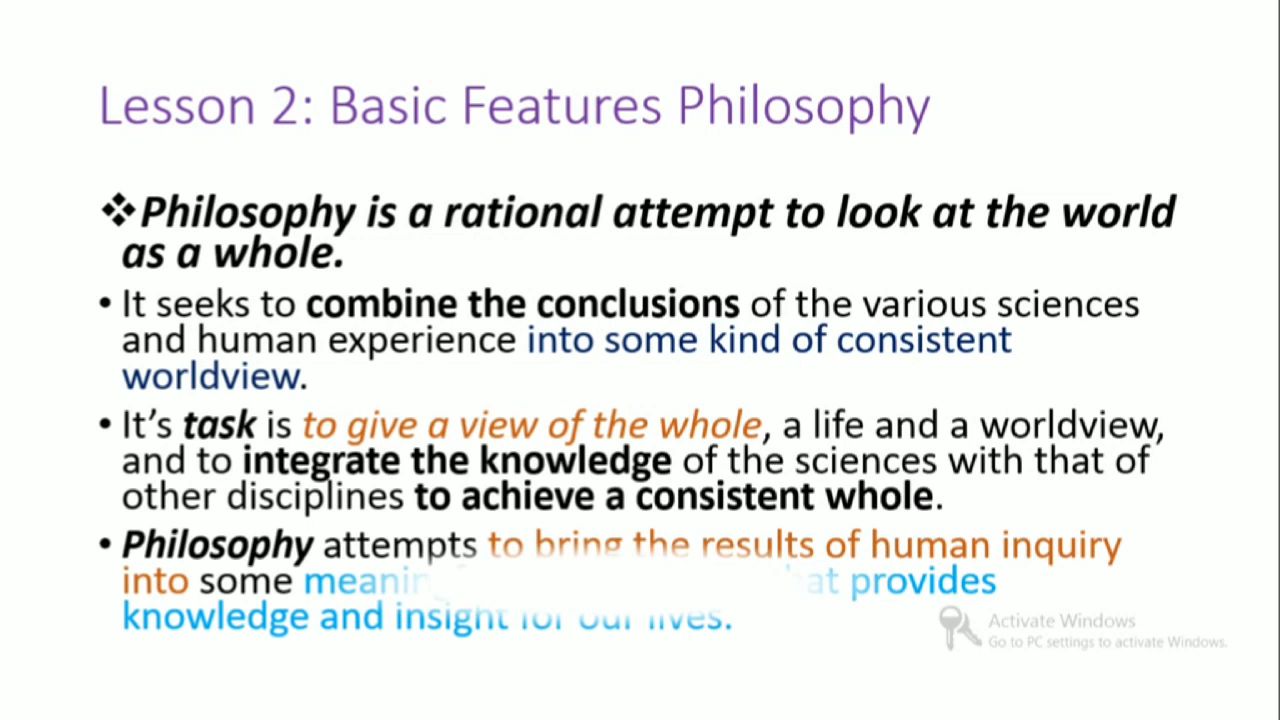 Lesson 2: Basic Features Philosophy
❖Philosophy is a rational attempt to look at the world
as a whole.
• It seeks to combine the conclusions of the various sciences
and human experience into some kind of consistent
worldview.
• It's task is to give a view of the whole, a life and a worldview,
and to integrate the knowledge of the sciences with that of
other disciplines to achieve a consistent whole.
• Philosophy attempts to bring the results of human inquiry
into some provides
knowledge and insight for our lives.
Activate Windows
Go to PC settings to activate Windows.